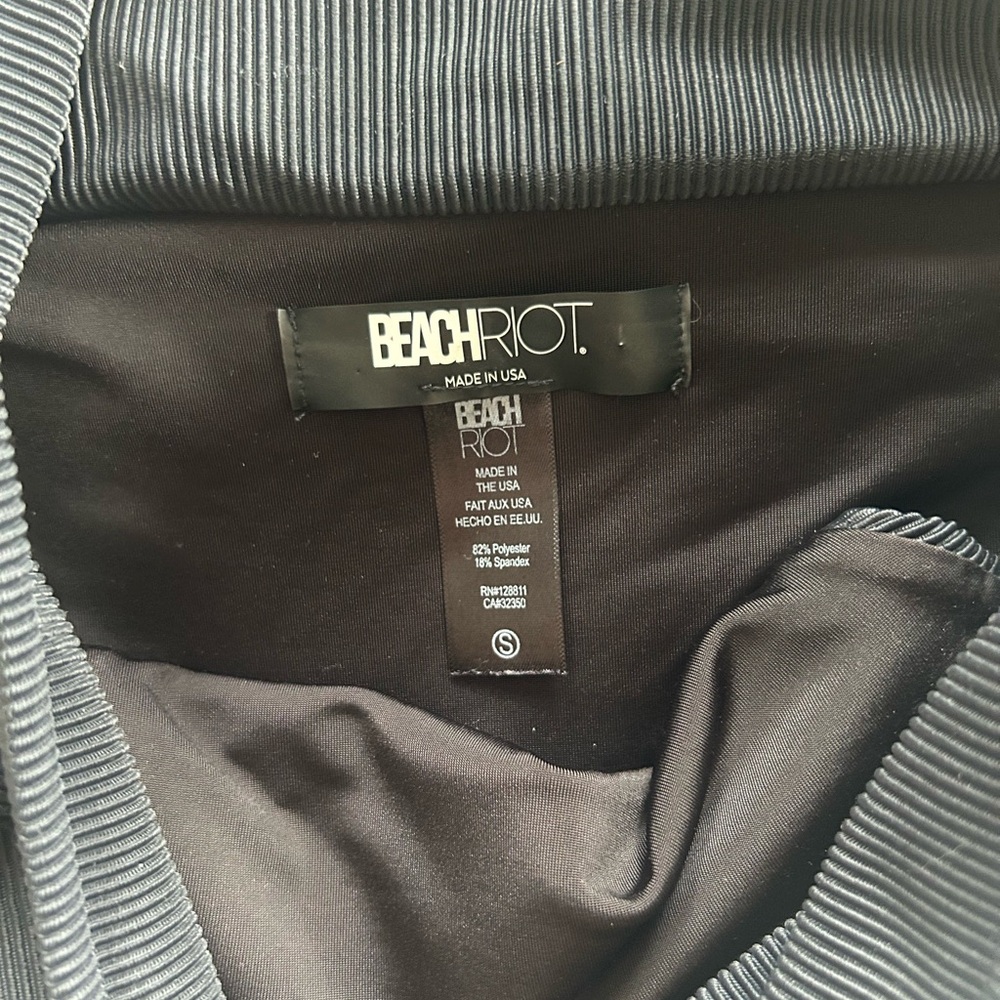 BEACHRIOT.
MADE IN USA
BEACH
RIOT
MADE IN
THE USA
FAIT AUX USA
HECHO EN EE.UU.
82% Polyester
18% Spandex
RN#128811
CA#32350
S